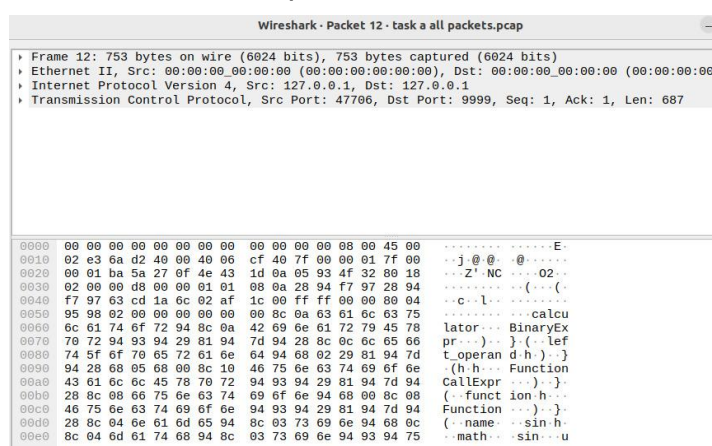 Wireshark · Packet 12 · task a all packets.pcap
Frame 12: 753 bytes on wire (6024 bits), 753 bytes captured (6024 bits)
Ethernet II, Src: 00:00:00_00:00:00 (00:00:00:00:00:00), Dst: 00:00:00_00:00:00 (00:00:00:00:00
Internet Protocol Version 4, Src: 127.0.0.1, Dst: 127.0.0.1
Transmission Control Protocol, Src Port: 47706, Dst Port: 9999, Seq: 1, Ack: 1, Len: 687
0000 00 00 00 00 00 00 00 00 00 00 00 00 08 00 45 00 ········ ······E·
0010 02 e3 6a d2 40 00 40 06 cf 40 7f 00 00 01 7f 00 ··j·@·@· ·@······
0020 00 01 ba 5a 27 0f 4e 43 1d 0a 05 93 4f 32 80 18 ···Z'·NC ····O2··
0030 02 00 00 d8 00 00 01 01 08 0a 28 94 f7 97 28 94 ········ ··(···(·
0040 f7 97 63 cd 1a 6c 02 af 1c 00 ff ff 00 00 80 04 ··c··l·· ········
0050 95 98 02 00 00 00 00 00 00 8c 0a 63 61 6c 63 75 ········ ···calcu
0060 6c 61 74 6f 72 94 8c 0a 42 69 6e 61 72 79 45 78 lator··· BinaryEx
0070 70 72 94 93 94 29 81 94 7d 94 28 8c 0c 6c 65 66 pr···)·· }·(··lef
0080 74 5f 6f 70 65 72 61 6e 64 94 68 02 29 81 94 7d t_operan d·h·)··}
0090 94 28 68 05 68 00 8c 10 46 75 6e 63 74 69 6f 6e ·(h·h··· Function
00a0 43 61 6c 6c 45 78 70 72 94 93 94 29 81 94 7d 94 CallExpr ···)··}·
00b0 28 8c 08 66 75 6e 63 74 69 6f 6e 94 68 00 8c 08 (··funct ion·h···
00c0 46 75 6e 63 74 69 6f 6e 94 93 94 29 81 94 7d 94 Function ···)··}·
00d0 28 8c 04 6e 61 6d 65 94 8c 03 73 69 6e 94 68 0c (··name· ··sin·h·
00e0 8c 04 6d 61 74 68 94 8c 03 73 69 6e 94 93 94 75 ··math·· ·sin···u